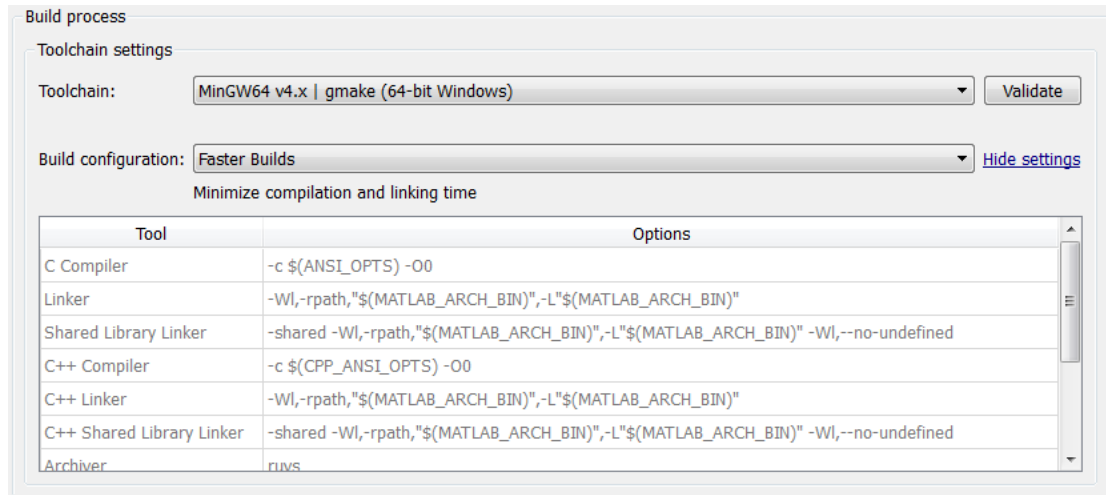 Build process
Toolchain settings
Toolchain: MinGW64 v4.x | gmake (64-bit Windows) Validate
Build configuration: Faster Builds Hide settings
Minimize compilation and linking time
Tool Options
C Compiler -c $(ANSI_OPTS) -O0
Linker -Wl,-rpath,"$(MATLAB_ARCH_BIN)",-L"$(MATLAB_ARCH_BIN)"
Shared Library Linker -shared -Wl,-rpath,"$(MATLAB_ARCH_BIN)",-L"$(MATLAB_ARCH_BIN)" -Wl,--no-undefined
C++ Compiler -c $(CPP_ANSI_OPTS) -O0
C++ Linker -Wl,-rpath,"$(MATLAB_ARCH_BIN)",-L"$(MATLAB_ARCH_BIN)"
C++ Shared Library Linker -shared -Wl,-rpath,"$(MATLAB_ARCH_BIN)",-L"$(MATLAB_ARCH_BIN)" -Wl,--no-undefined
Archiver ruvs